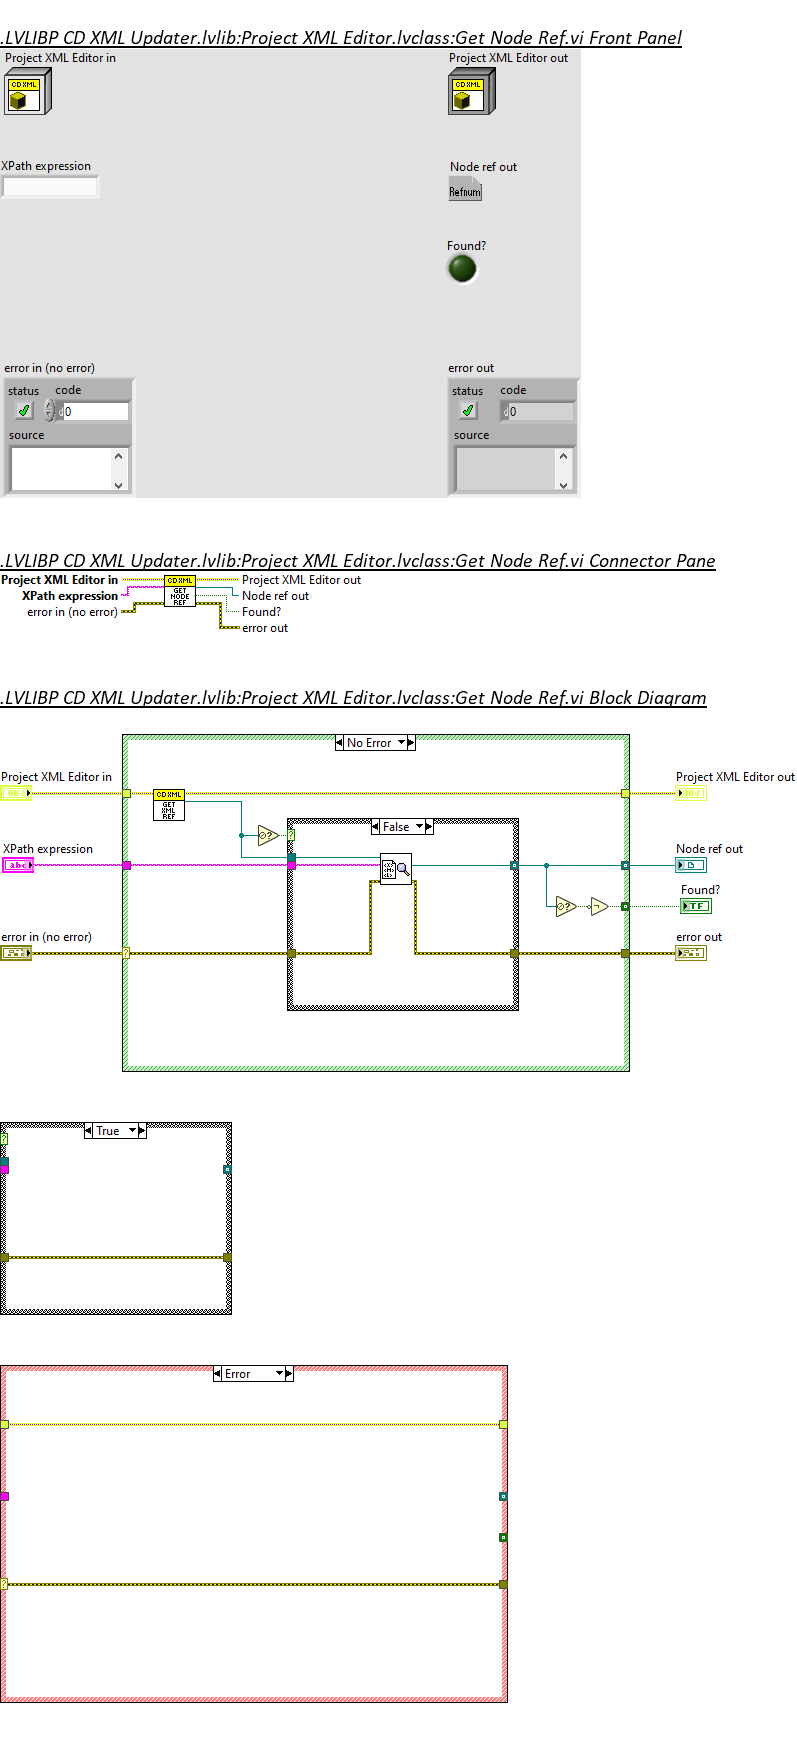 .LVLIBP CD XML Updater.lvlib:Project XML Editor.lvclass:Get Node Ref.vi Front Panel
Project XML Editor in
Project XML Editor out
CD XML
CD XML
XPath expression
Node ref out
Refnum
Found?
error in (no error)
error out
status
code
status
code
d
0
d
0
source
source
.LVLIBP CD XML Updater.lvlib:Project XML Editor.lvclass:Get Node Ref.vi Connector Pane
Project XML Editor in
CD XML
Project XML Editor out
XPath expression
GET
NODE
REF
Node ref out
error in (no error)
Found?
error out
.LVLIBP CD XML Updater.lvlib:Project XML Editor.lvclass:Get Node Ref.vi Block Diagram
No Error
Project XML Editor in
Project XML Editor out
OBJ
CD XML
GET
XML
REF
OBJ
False
?
?
XPath expression
abc
<X>
<M>
<L>
Node ref out
Found?
?
TF
error in (no error)
error out
?
True
?
Error
?